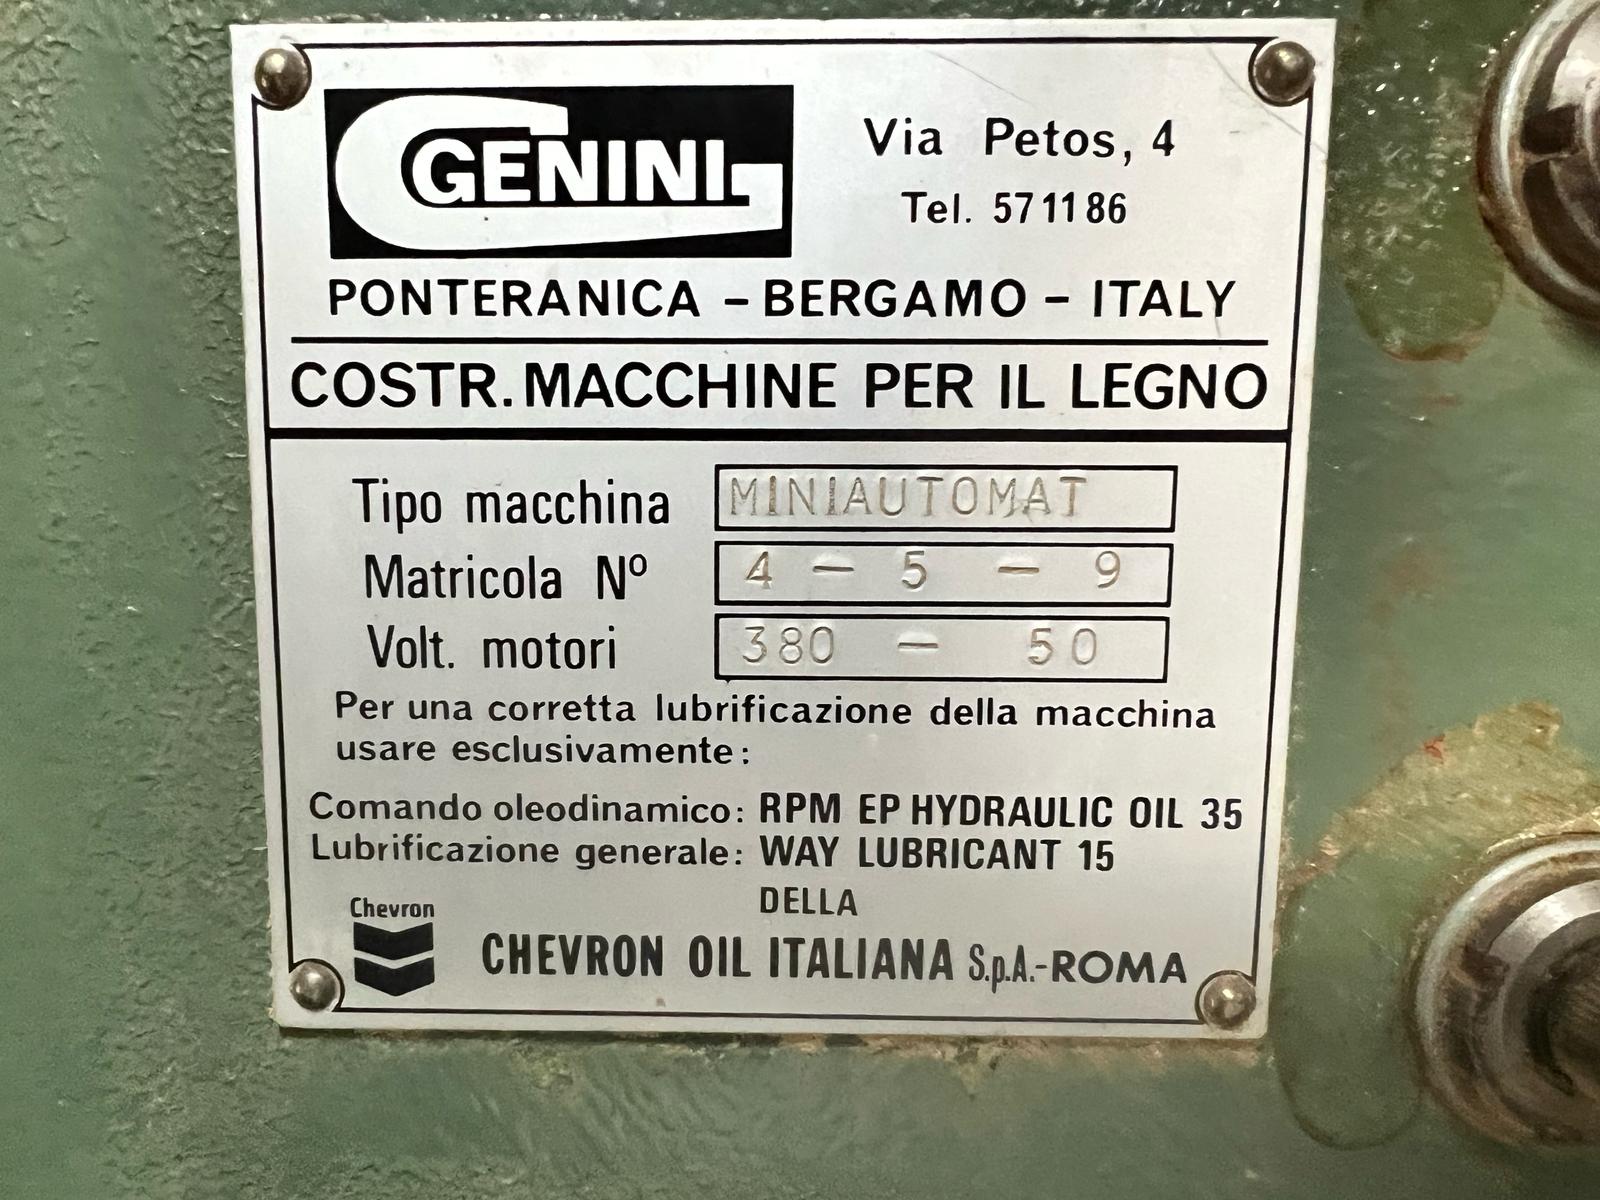 GENINI
Via Petos, 4
Tel. 571186
PONTERANICA - BERGAMO - ITALY
COSTR. MACCHINE PER IL LEGNO
Tipo macchina MINIAUTOMAT
Matricola Nº 4 - 5 - 9
Volt. motori 380 - 50
Per una corretta lubrificazione della macchina
usare esclusivamente:
Comando oleodinamico: RPM EP HYDRAULIC OIL 35
Lubrificazione generale: WAY LUBRICANT 15
DELLA
Chevron
CHEVRON OIL ITALIANA S.p.A.-ROMA